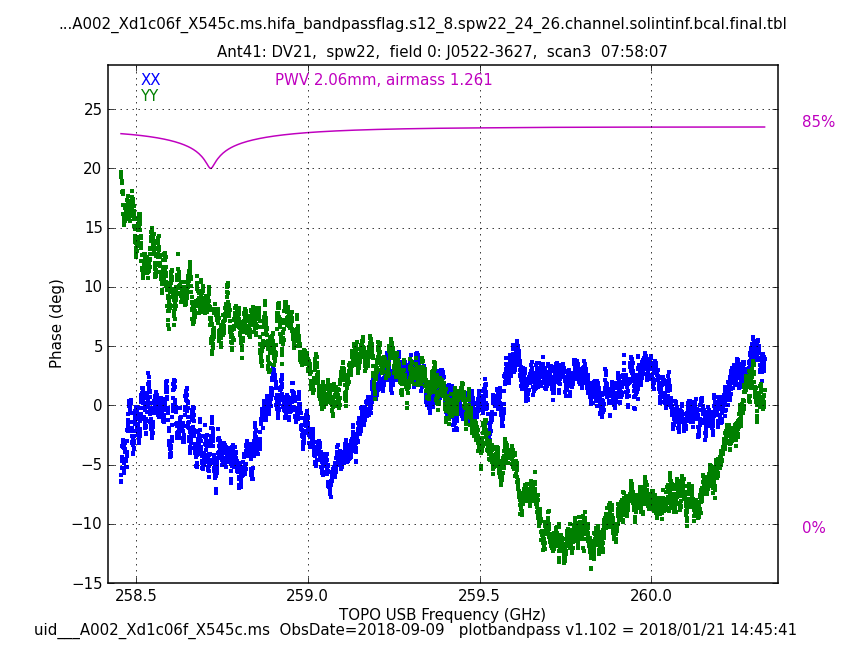 ...A002_Xd1c06f_X545c.ms.hifa_bandpassflag.s12_8.spw22_24_26.channel.solintinf.bcal.final.tbl
Ant41: DV21,  spw22,  field 0: J0522-3627,  scan3  07:58:07
XX
YY
PWV 2.06mm, airmass 1.261
85%
0%
25
20
15
10
5
0
−5
−10
−15
Phase (deg)
258.5 259.0 259.5 260.0
TOPO USB Frequency (GHz)
uid___A002_Xd1c06f_X545c.ms  ObsDate=2018-09-09   plotbandpass v1.102 = 2018/01/21 14:45:41